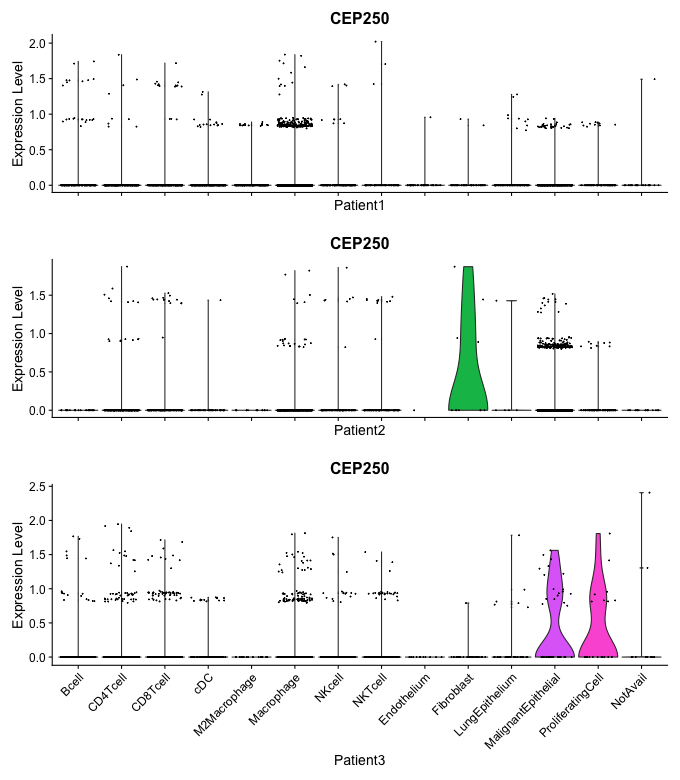 CEP250
Expression Level
2.0
1.5
1.0
0.5
0.0
Patient1
CEP250
Expression Level
1.5
1.0
0.5
0.0
Patient2
CEP250
Expression Level
2.5
2.0
1.5
1.0
0.5
0.0
Bcell
CD4Tcell
CD8Tcell
cDC
M2Macrophage
Macrophage
NKcell
NKTcell
Endothelium
Fibroblast
LungEpithelium
MalignantEpithelial
ProliferatingCell
NotAvail
Patient3